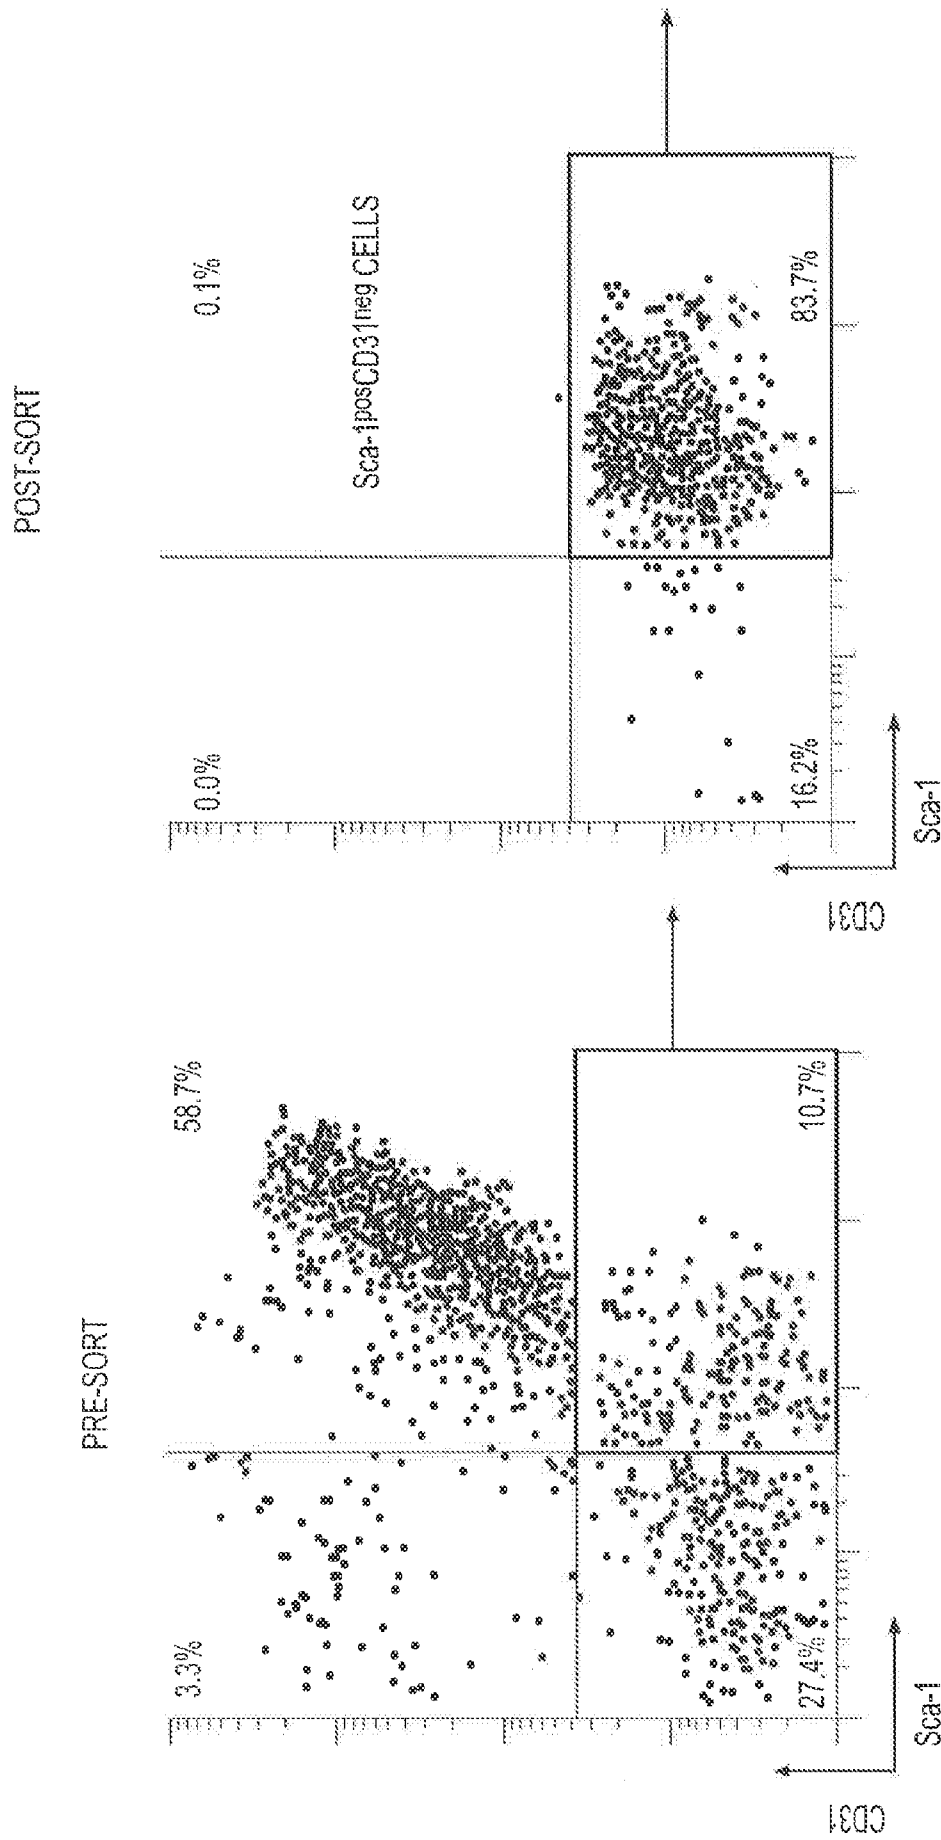 PRE-SORT
3.3%
58.7%
27.4%
10.7%
CD31
Sca-1
POST-SORT
0.0%
0.1%
Sca-1posCD31neg CELLS
16.2%
83.7%
CD31
Sca-1